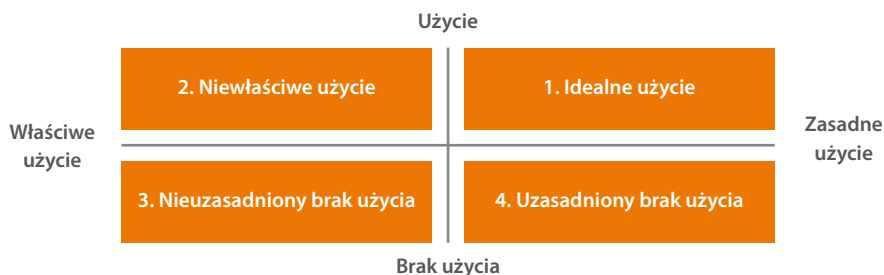 Użycie
2. Niewłaściwe użycie
1. Idealne użycie
Właściwe
użycie
Zasadne
użycie
3. Nieuzasadniony brak użycia
4. Uzasadniony brak użycia
Brak użycia